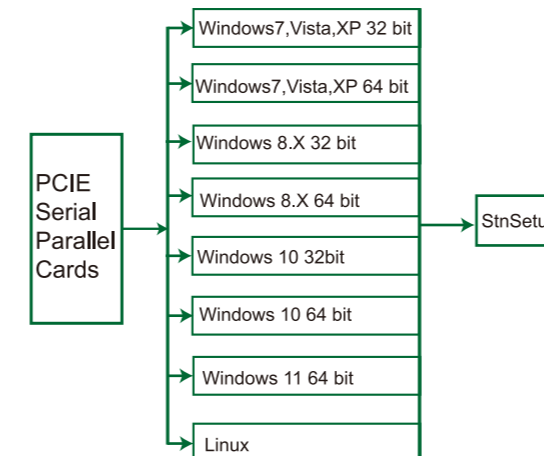 Windows7,Vista,XP 32 bit
Windows7,Vista,XP 64 bit
Windows 8.X 32 bit
Windows 8.X 64 bit
PCIE
Serial
Parallel
Cards
StnSetu
Windows 10 32bit
Windows 10 64 bit
Windows 11 64 bit
Linux